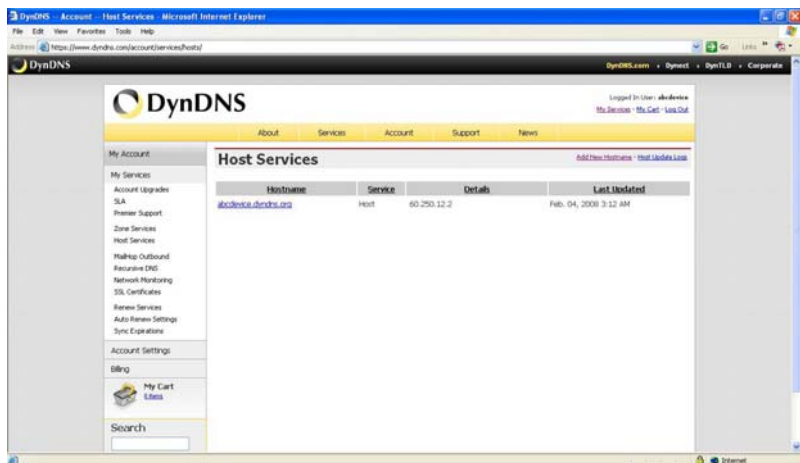 DynDNS -- Account -- Host Services - Microsoft Internet Explorer
File Edit View Favorites Tools Help
Address https://www.dyndns.com/account/services/hosts/ Go Links »
DynDNS
DynDNS.com Dynect DynTLD Corporate
DynDNS
Logged In User: abcdevice
My Services - My Cart - Log Out
About Services Account Support News
My Account
Host Services
Add New Hostname - Host Update Logs
My Services
Account Upgrades
SLA
Premier Support
Zone Services
Host Services
MailHop Outbound
Recursive DNS
Network Monitoring
SSL Certificates
Renew Services
Auto Renew Settings
Sync Expirations
Account Settings
Billing
My Cart
Search
Hostname Service Details Last Updated
abcdevice.dyndns.org Host 60.250.12.2 Feb. 04, 2008 3:12 AM
Internet